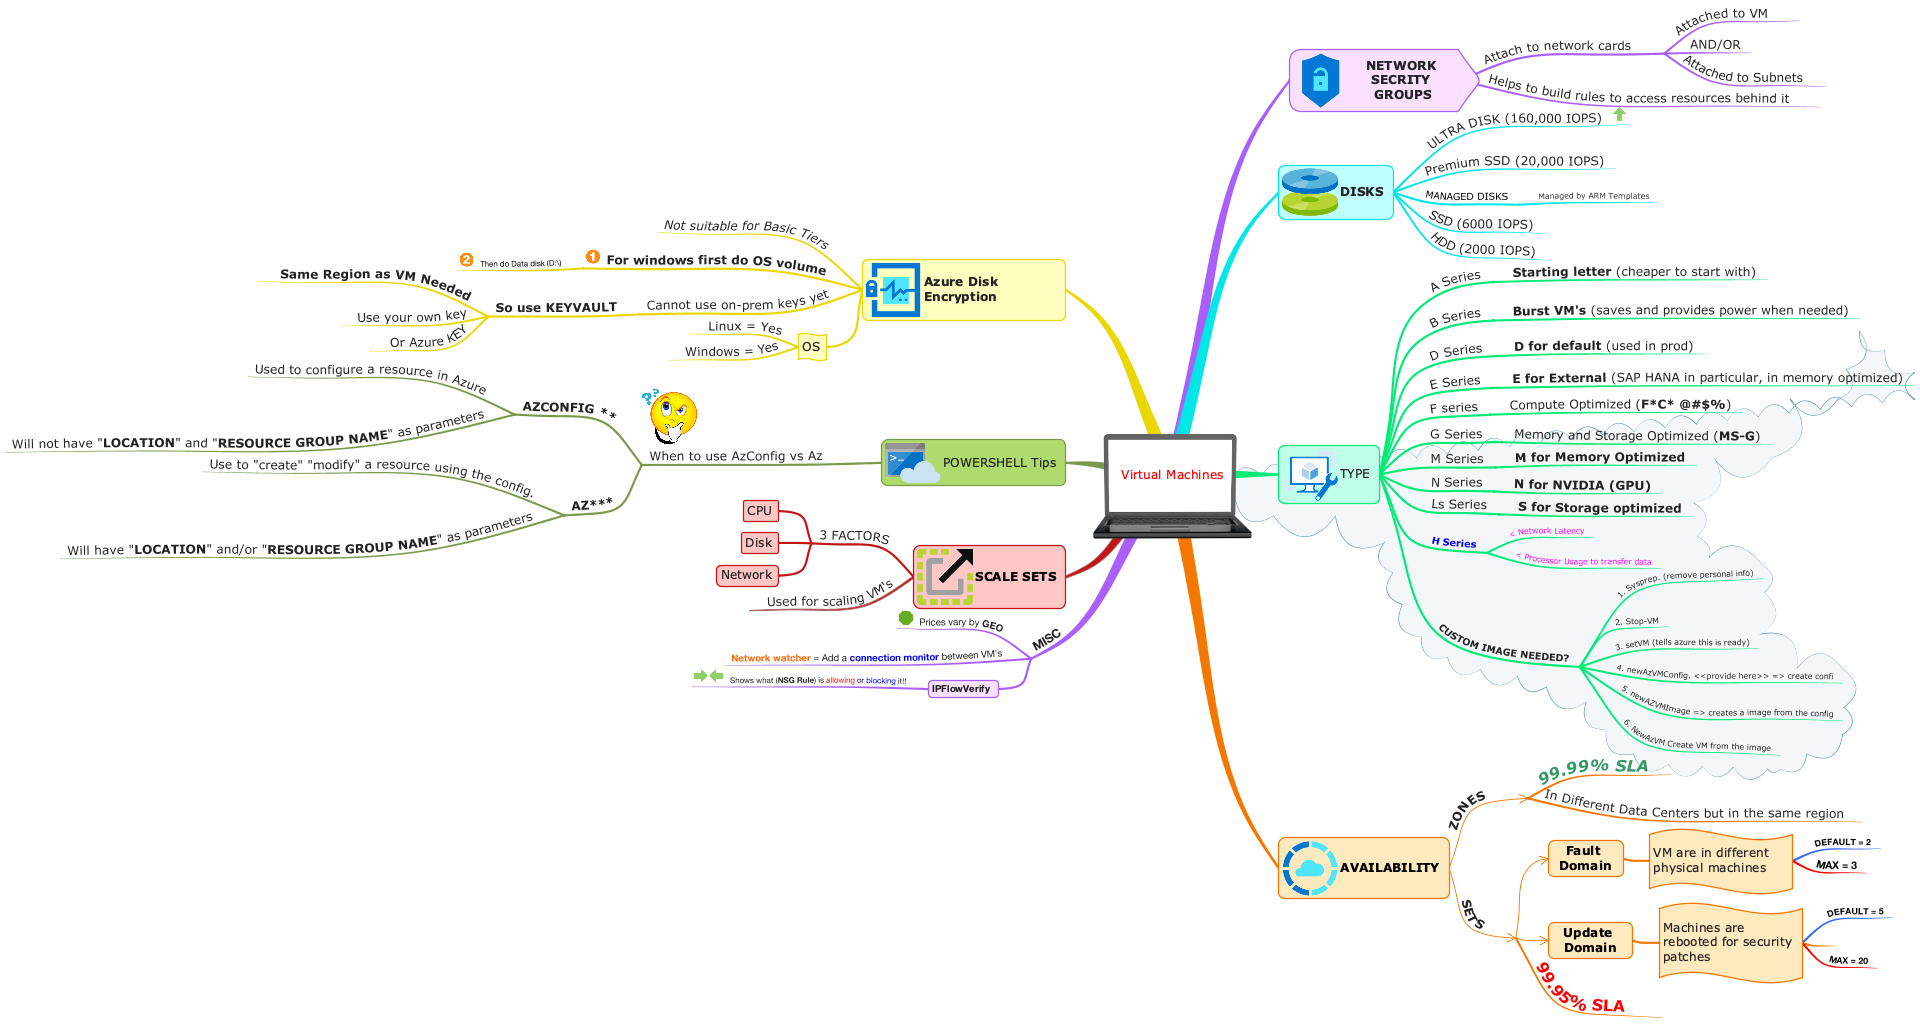 Virtual Machines
NETWORK
SECRITY
GROUPS
Attach to network cards
Attached to VM
AND/OR
Attached to Subnets
Helps to build rules to access resources behind it
DISKS
ULTRA DISK (160,000 IOPS)
Premium SSD (20,000 IOPS)
MANAGED DISKS
Managed by ARM Templates
SSD (6000 IOPS)
HDD (2000 IOPS)
TYPE
A Series
Starting letter (cheaper to start with)
B Series
Burst VM's (saves and provides power when needed)
D Series
D for default (used in prod)
E Series
E for External (SAP HANA in particular, in memory optimized)
F series
Compute Optimized (F*C* @#$%)
G Series
Memory and Storage Optimized (MS-G)
M Series
M for Memory Optimized
N Series
N for NVIDIA (GPU)
Ls Series
S for Storage optimized
H Series
< Network Latency
< Processor Usage to transfer data
CUSTOM IMAGE NEEDED?
1. Sysprep. (remove personal info)
2. Stop-VM
3. setVM (tells azure this is ready)
4. newAzVMConfig. <<provide here>> => create confi
5. newAZVMImage => creates a image from the config
6. NewAzVM Create VM from the image
AVAILABILITY
ZONES
99.99% SLA
In Different Data Centers but in the same region
SETS
Fault
Domain
VM are in different
physical machines
DEFAULT = 2
MAX = 3
Update
Domain
Machines are
rebooted for security
patches
DEFAULT = 5
MAX = 20
99.95% SLA
Azure Disk
Encryption
Not suitable for Basic Tiers
1 For windows first do OS volume
2 Then do Data disk (D:\)
Cannot use on-prem keys yet
So use KEYVAULT
Same Region as VM Needed
Use your own key
Or Azure KEY
OS
Linux = Yes
Windows = Yes
POWERSHELL Tips
When to use AzConfig vs Az
??
AZCONFIG **
Used to configure a resource in Azure
Will not have "LOCATION" and "RESOURCE GROUP NAME" as parameters
AZ***
Use to "create" "modify" a resource using the config.
Will have "LOCATION" and/or "RESOURCE GROUP NAME" as parameters
SCALE SETS
3 FACTORS
CPU
Disk
Network
Used for scaling VM's
MISC
Prices vary by GEO
Network watcher = Add a connection monitor between VM's
IPFlowVerify
Shows what (NSG Rule) is allowing or blocking it!!